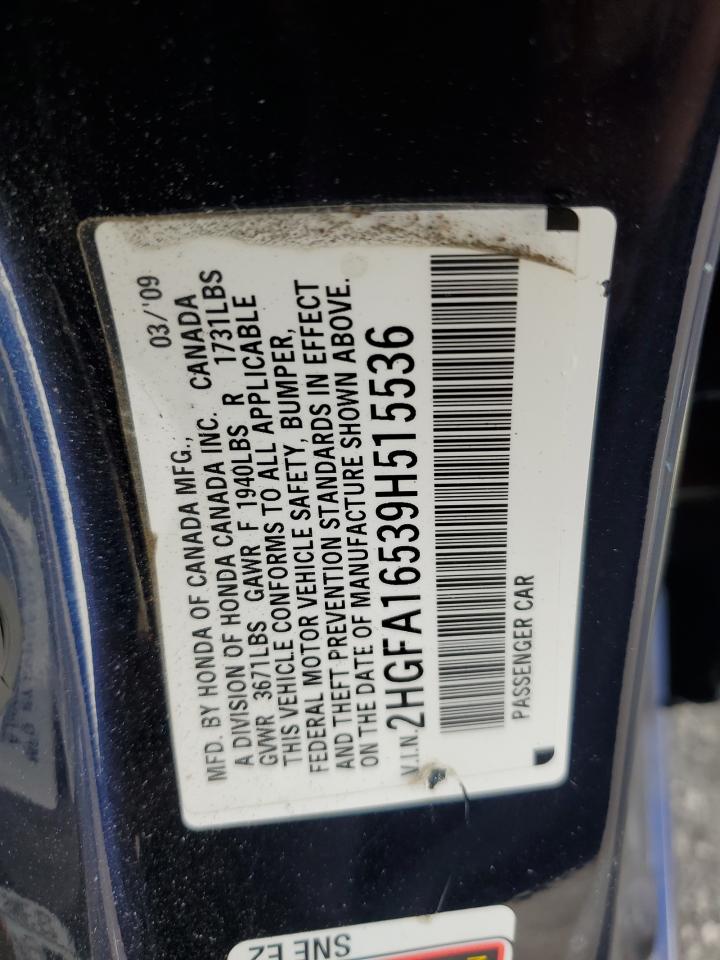 MFD. BY HONDA OF CANADA MFG., 03/'09
A DIVISION OF HONDA CANADA INC. CANADA
GVWR 3671LBS GAWR F 1940LBS R 1731LBS
THIS VEHICLE CONFORMS TO ALL APPLICABLE
FEDERAL MOTOR VEHICLE SAFETY, BUMPER,
AND THEFT PREVENTION STANDARDS IN EFFECT
ON THE DATE OF MANUFACTURE SHOWN ABOVE.
V.I.N. 2HGFA16539H515536
PASSENGER CAR
SNE EZ